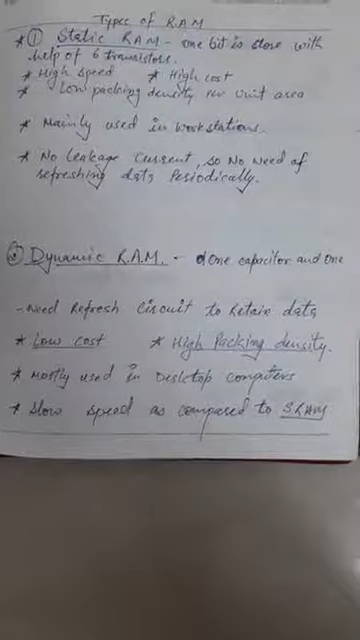 Types of R.A.M
* ① Static R.A.M - one bit is store with
help of 6 transistors.
* High speed * High cost
* Low packing density per unit area
* Mainly used in workstations.
* No Leakage current, so No Need of
refreshing data Periodically.
② Dynamic R.A.M. - One capacitor and One
- Need Refresh Circuit to Retain data
* Low cost * High Packing density.
* Mostly used in Desktop computers
* Slow speed as compared to SRAM